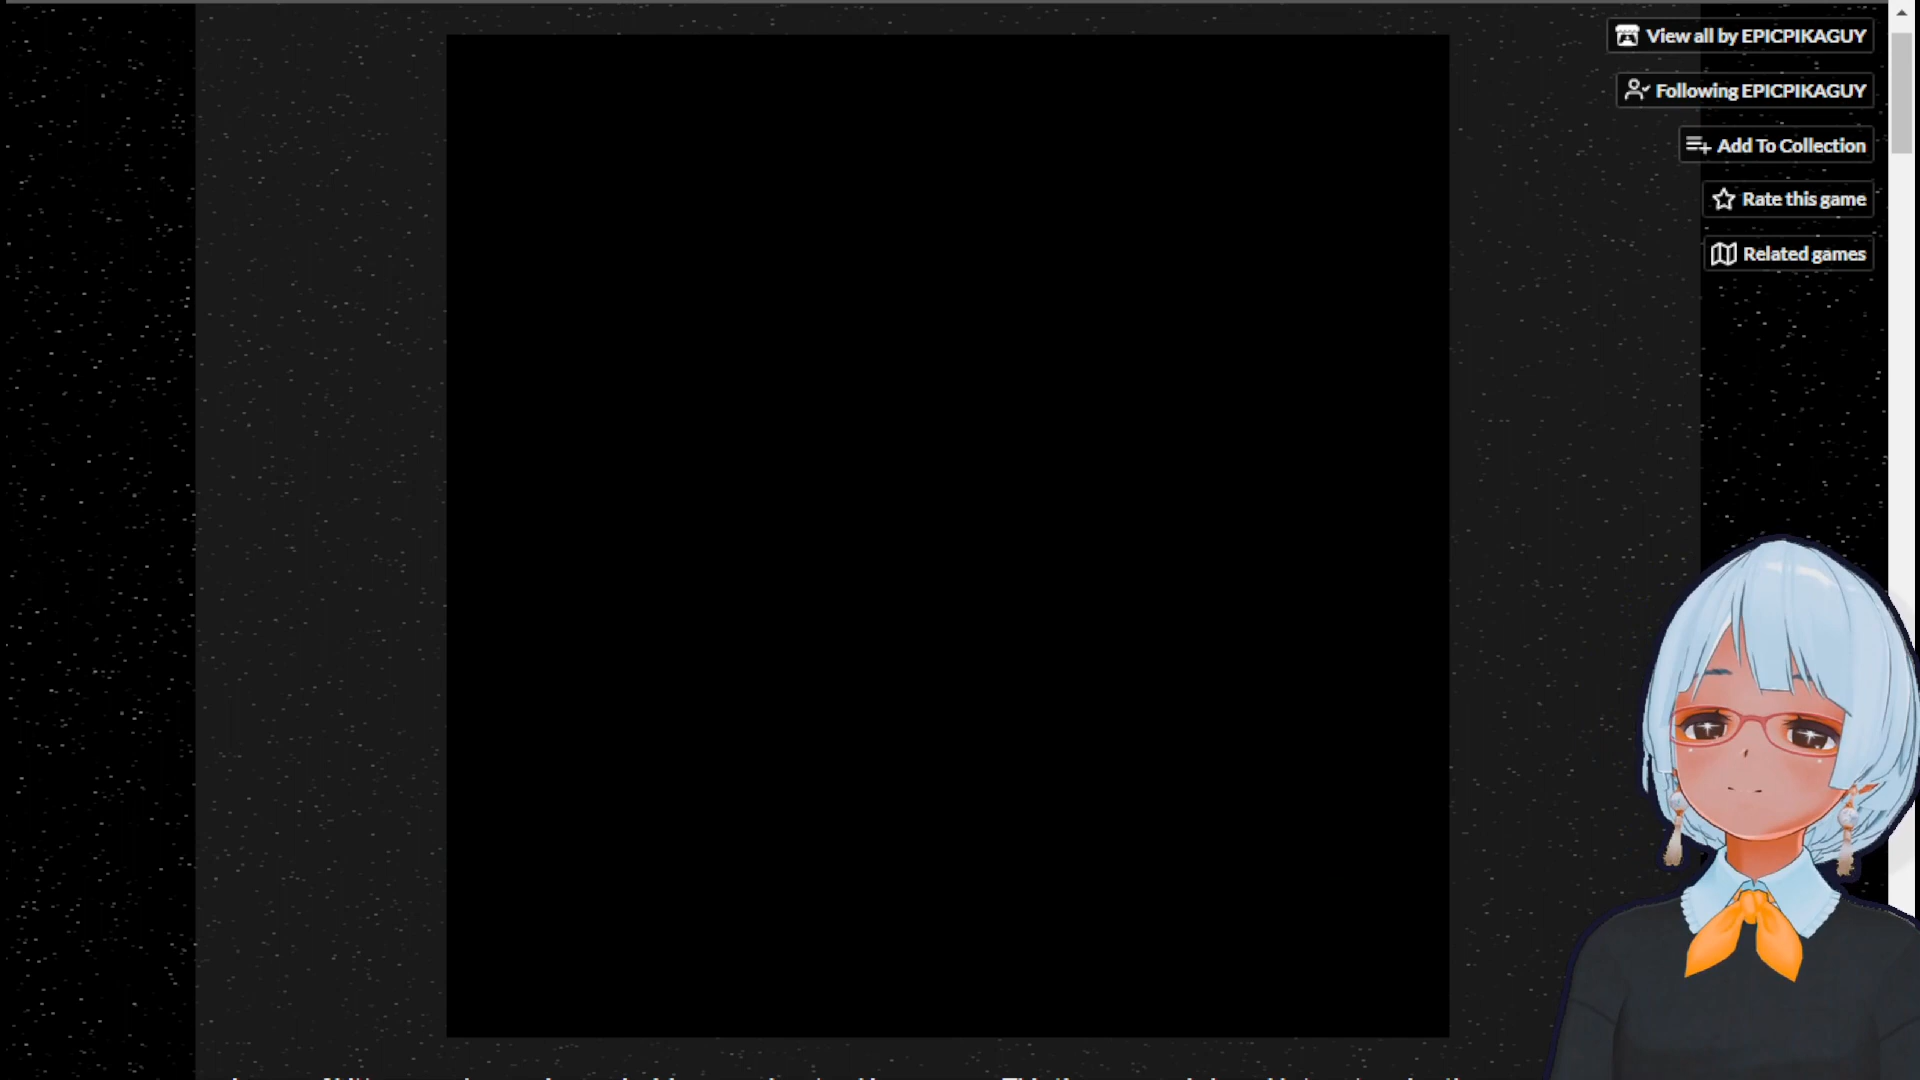 View all by EPICPIKAGUY
Following EPICPIKAGUY
Add To Collection
Rate this game
Related games